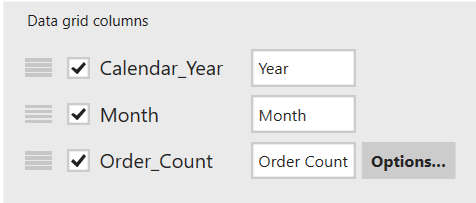 Data grid columns
Calendar_Year Year
Month Month
Order_Count Order Count Options...